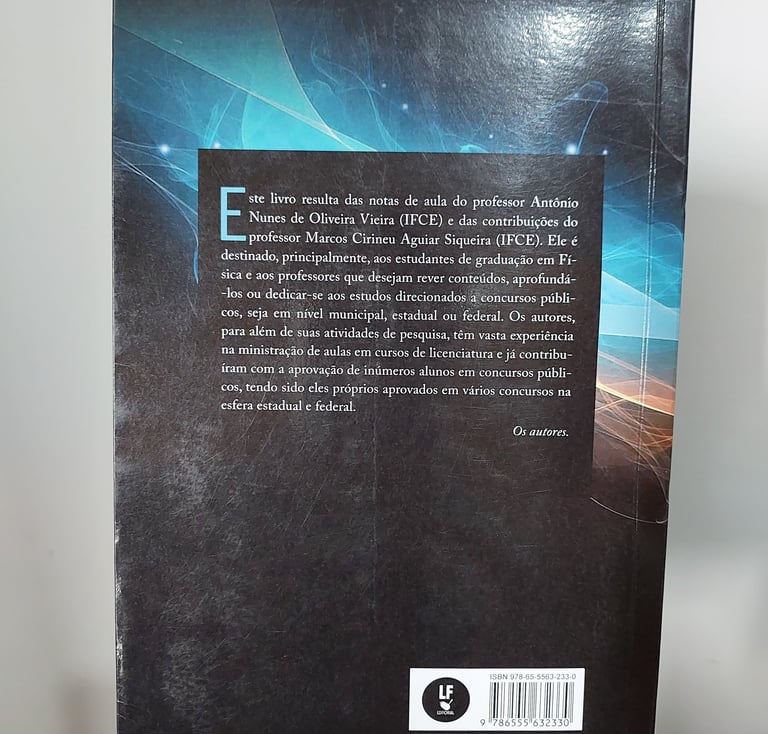 Este livro resulta das notas de aula do professor Antônio
Nunes de Oliveira Vieira (IFCE) e das contribuições do
professor Marcos Cirineu Aguiar Siqueira (IFCE). Ele é
destinado, principalmente, aos estudantes de graduação em Fí-
sica e aos professores que desejam rever conteúdos, aprofundá-
-los ou dedicar-se aos estudos direcionados a concursos públi-
cos, seja em nível municipal, estadual ou federal. Os autores,
para além de suas atividades de pesquisa, têm vasta experiência
na ministração de aulas em cursos de licenciatura e já contribu-
íram com a aprovação de inúmeros alunos em concursos públi-
cos, tendo sido eles próprios aprovados em vários concursos na
esfera estadual e federal.
Os autores.
ISBN 978-65-5563-233-0
LF
EDITORIAL
9 786555 632330